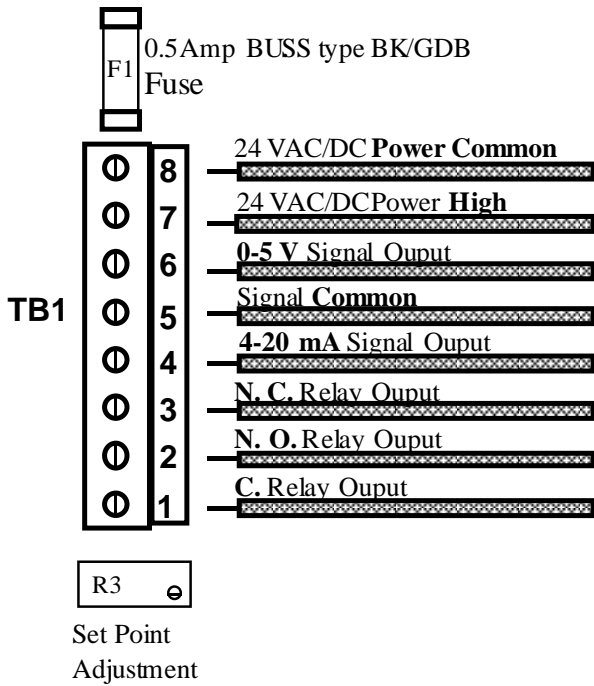 F1
0.5Amp BUSS type BK/GDB
Fuse
TB1
8 24 VAC/DC Power Common
7 24 VAC/DCPower High
6 0-5 V Signal Ouput
5 Signal Common
4 4-20 mA Signal Ouput
3 N. C. Relay Ouput
2 N. O. Relay Ouput
1 C. Relay Ouput
R3
Set Point
Adjustment